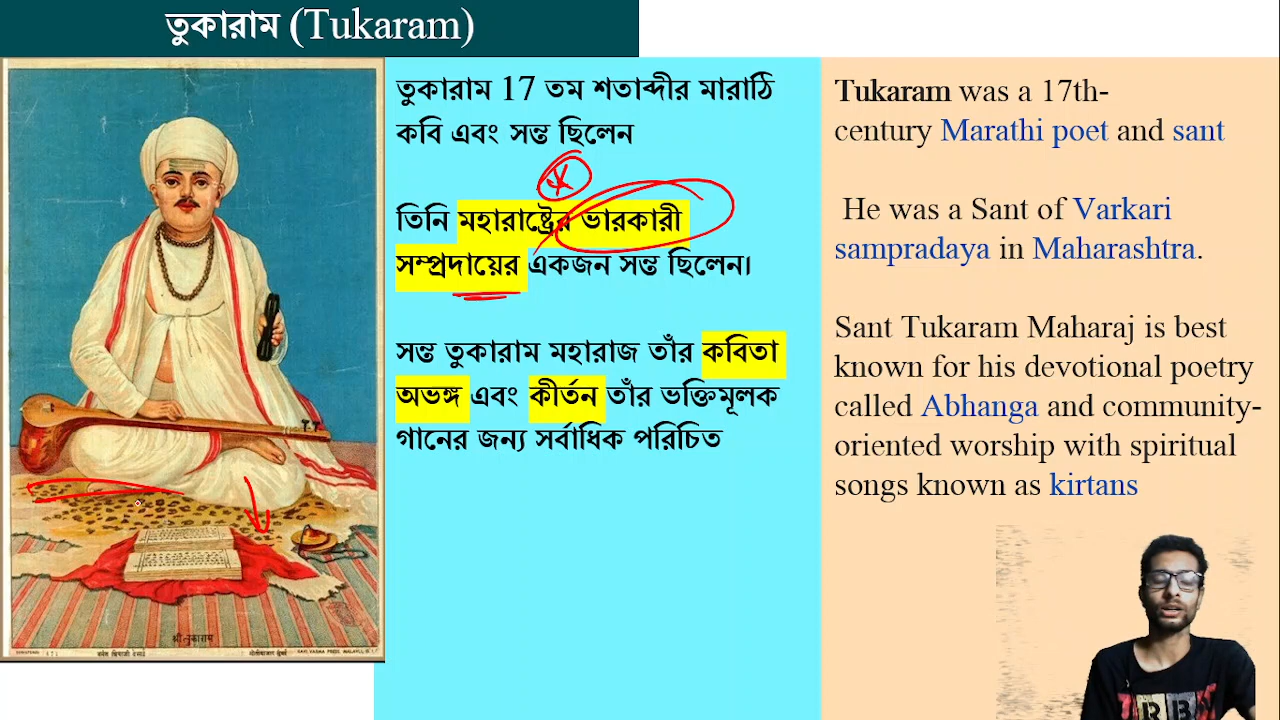 তুকারাম (Tukaram)
তুকারাম 17 তম শতাব্দীর মারাঠি
কবি এবং সন্ত ছিলেন
তিনি মহারাষ্ট্রের ভারকারী
সম্প্রদায়ের একজন সন্ত ছিলেন।
সন্ত তুকারাম মহারাজ তাঁর কবিতা
অভঙ্গ এবং কীর্তন তাঁর ভক্তিমূলক
গানের জন্য সর্বাধিক পরিচিত
Tukaram was a 17th-
century Marathi poet and sant
He was a Sant of Varkari
sampradaya in Maharashtra.
Sant Tukaram Maharaj is best
known for his devotional poetry
called Abhanga and community-
oriented worship with spiritual
songs known as kirtans
श्री तुकाराम